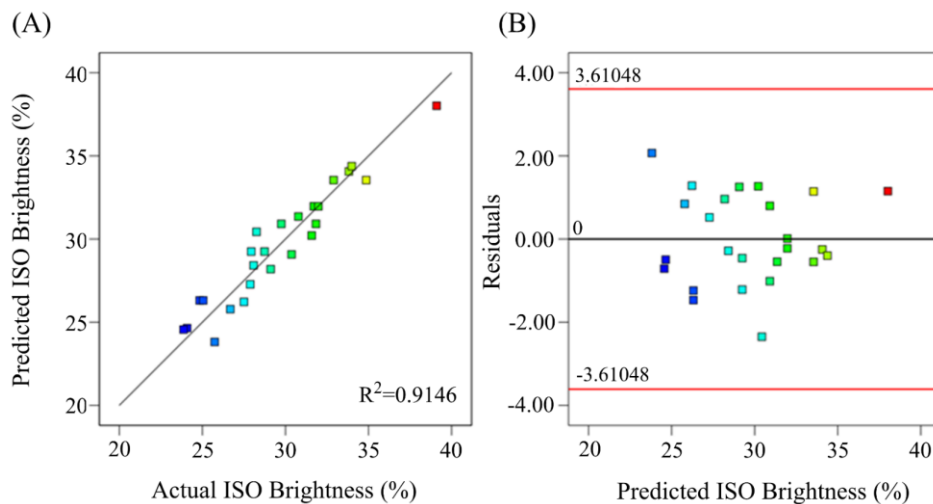 (A)
Predicted ISO Brightness (%)
40
35
30
25
20
R²=0.9146
20 25 30 35 40
Actual ISO Brightness (%)
(B)
Residuals
4.00
3.61048
2.00
0.00
0
-2.00
-3.61048
-4.00
20 25 30 35 40
Predicted ISO Brightness (%)